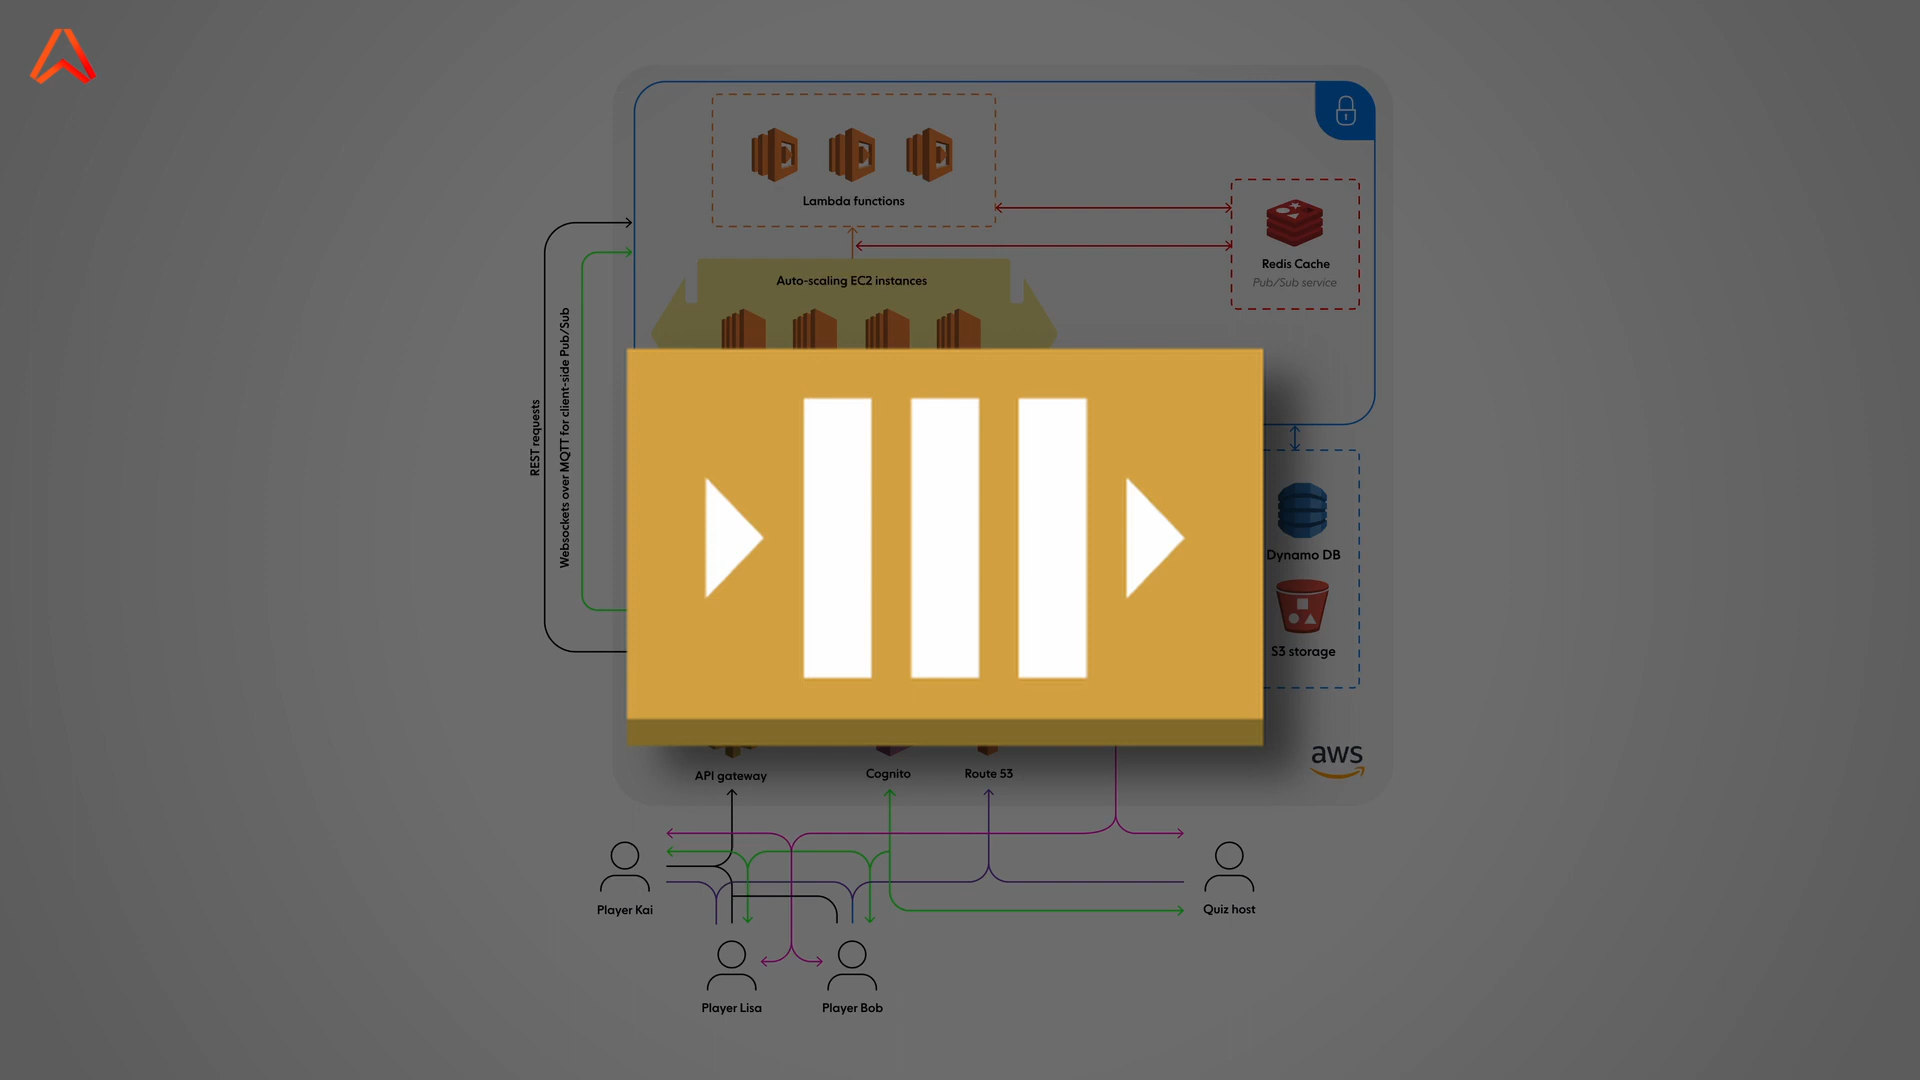 Lambda functions
Redis Cache
Pub/Sub service
Auto-scaling EC2 instances
REST requests
Websockets over MQTT for client-side Pub/Sub
Dynamo DB
S3 storage
aws
API gateway
Cognito
Route 53
Player Kai
Quiz host
Player Lisa
Player Bob